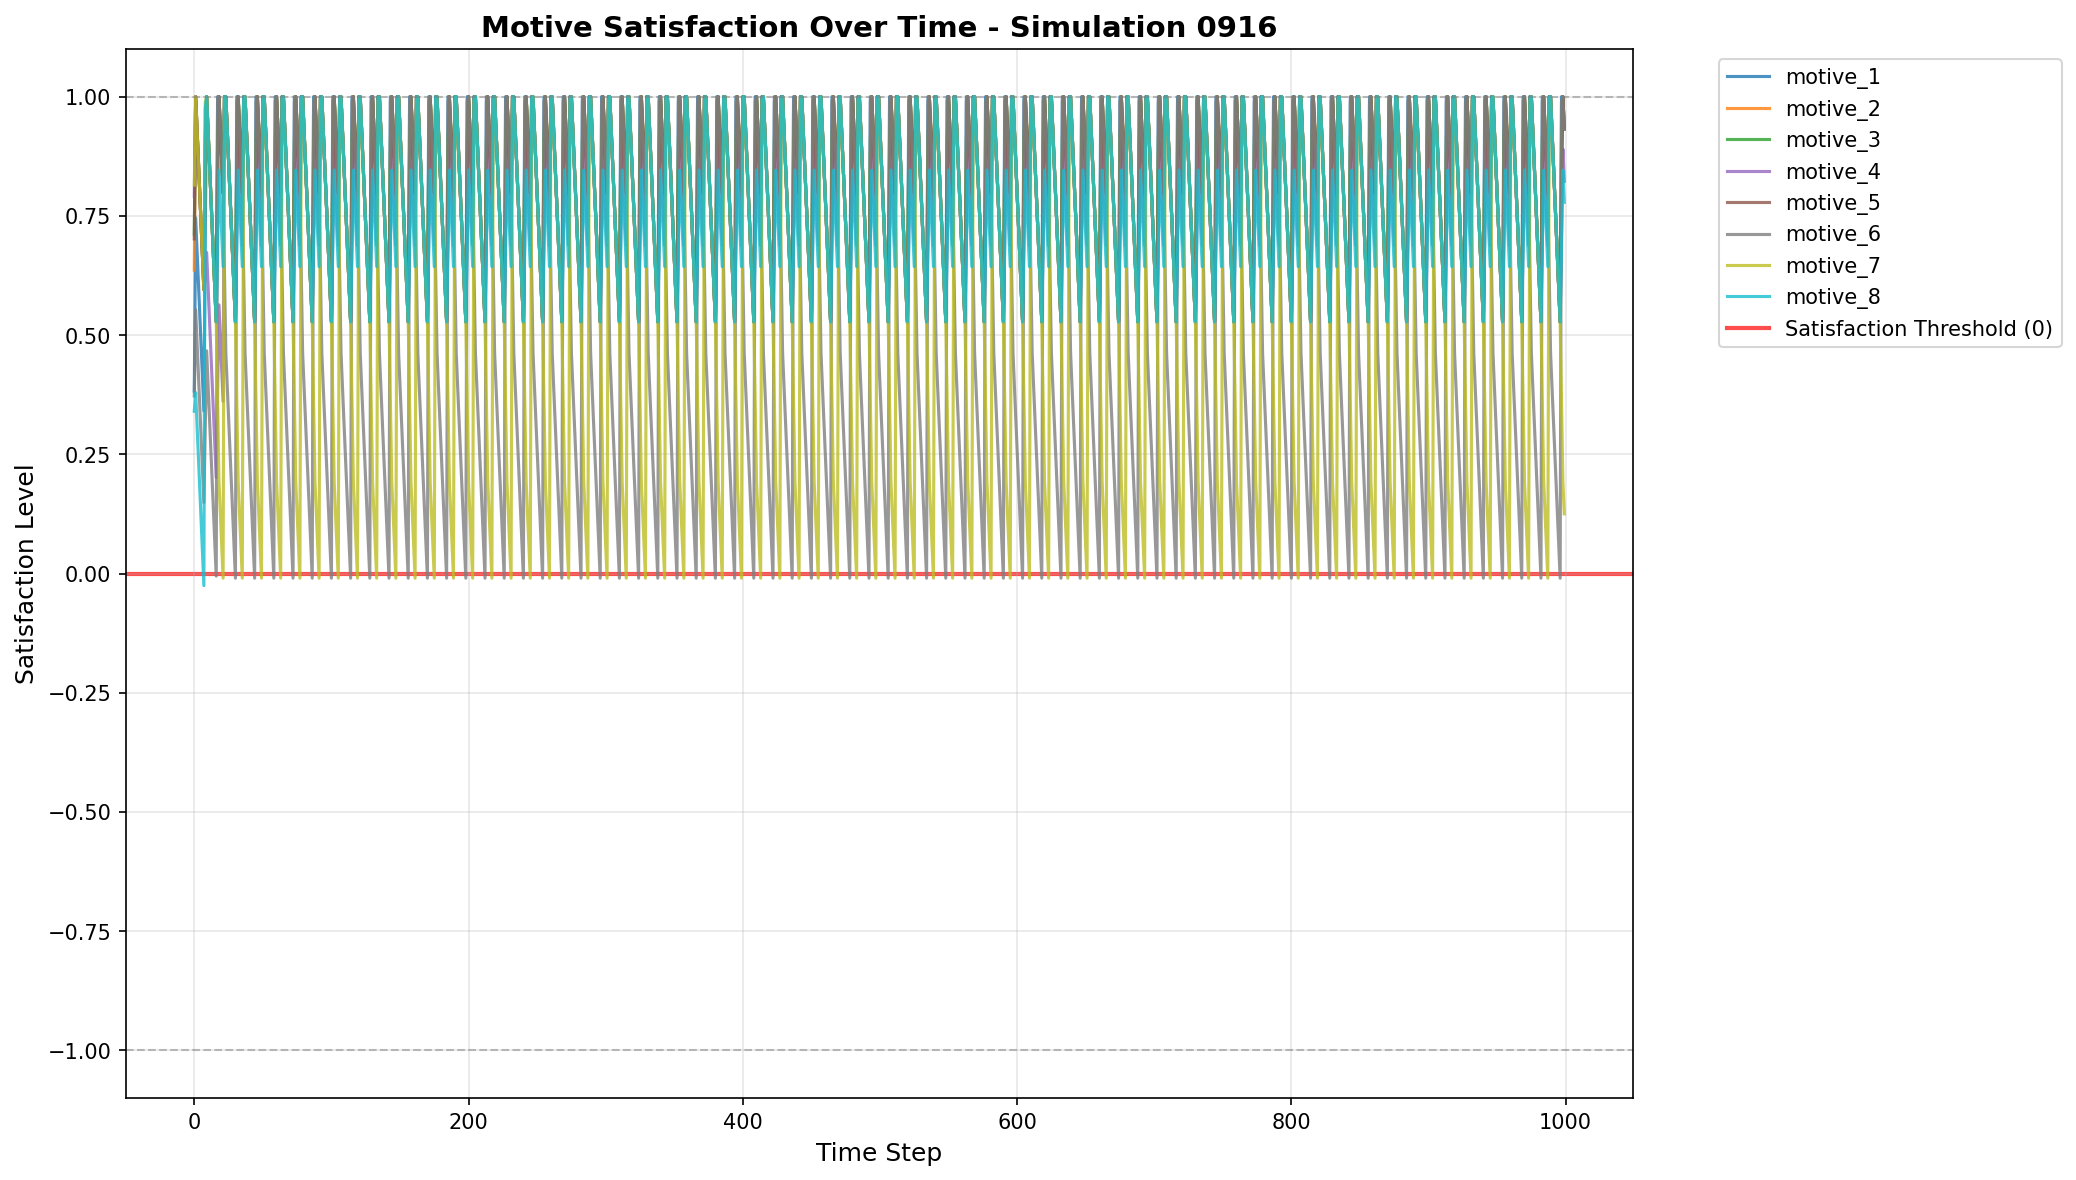 Motive Satisfaction Over Time - Simulation 0916
1.00
0.75
0.50
0.25
0.00
−0.25
−0.50
−0.75
−1.00
Satisfaction Level
0
200
400
600
800
1000
Time Step
motive_1
motive_2
motive_3
motive_4
motive_5
motive_6
motive_7
motive_8
Satisfaction Threshold (0)